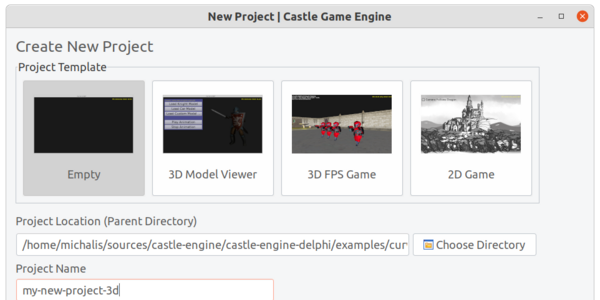 New Project | Castle Game Engine
Create New Project
Project Template
Empty
3D Model Viewer
3D FPS Game
2D Game
Project Location (Parent Directory)
/home/michalis/sources/castle-engine/castle-engine-delphi/examples/cur
Choose Directory
Project Name
my-new-project-3d